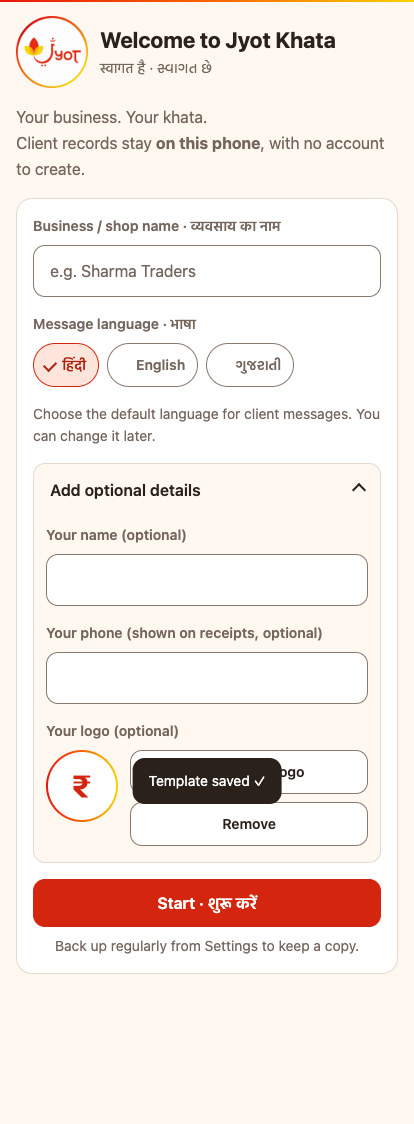 Jyot
Welcome to Jyot Khata
स्वागत है · સ્વાગત છે
Your business. Your khata.
Client records stay on this phone, with no account
to create.
Business / shop name · व्यवसाय का नाम
e.g. Sharma Traders
Message language · भाषा
हिंदी
English
ગુજરાતી
Choose the default language for client messages. You
can change it later.
Add optional details
Your name (optional)
Your phone (shown on receipts, optional)
Your logo (optional)
₹
Template saved ✓
Remove
Start · शुरू करें
Back up regularly from Settings to keep a copy.